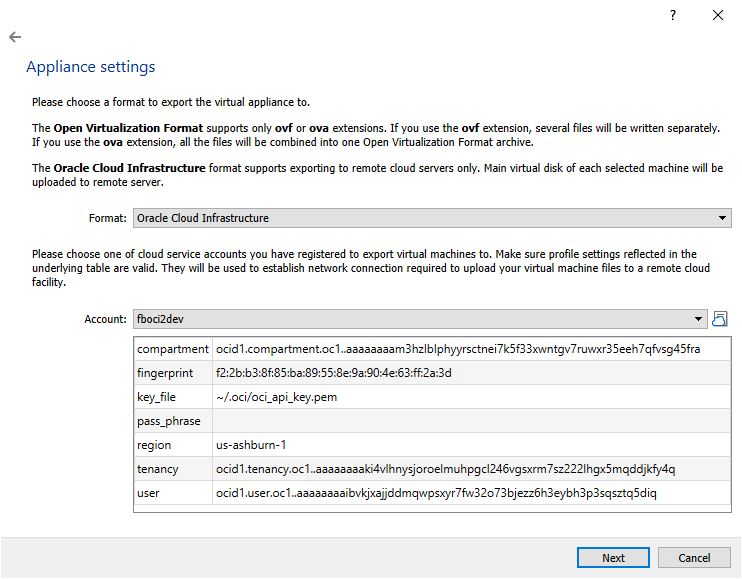 ?
Appliance settings
Please choose a format to export the virtual appliance to.
The Open Virtualization Format supports only ovf or ova extensions. If you use the ovf extension, several files will be written separately.
If you use the ova extension, all the files will be combined into one Open Virtualization Format archive.
The Oracle Cloud Infrastructure format supports exporting to remote cloud servers only. Main virtual disk of each selected machine will be
uploaded to remote server.
Format: Oracle Cloud Infrastructure
Please choose one of cloud service accounts you have registered to export virtual machines to. Make sure profile settings reflected in the
underlying table are valid. They will be used to establish network connection required to upload your virtual machine files to a remote cloud
facility.
Account: fboci2dev
compartment ocid1.compartment.oc1..aaaaaaaam3hzlblphyyrsctnei7k5f33xwntgv7ruwxr35eeh7qfvsg45fra
fingerprint f2:2b:b3:8f:85:ba:89:55:8e:9a:90:4e:63:ff:2a:3d
key_file ~/.oci/oci_api_key.pem
pass_phrase
region us-ashburn-1
tenancy ocid1.tenancy.oc1..aaaaaaaaki4vlhnysjoroelmuhpgcl246vgsxrm7sz222lhgx5mqddjkfy4q
user ocid1.user.oc1..aaaaaaaaibvkjxajjddmqwpsxyr7fw32o73bjezz6h3eybh3p3sqsztq5diq
Next Cancel